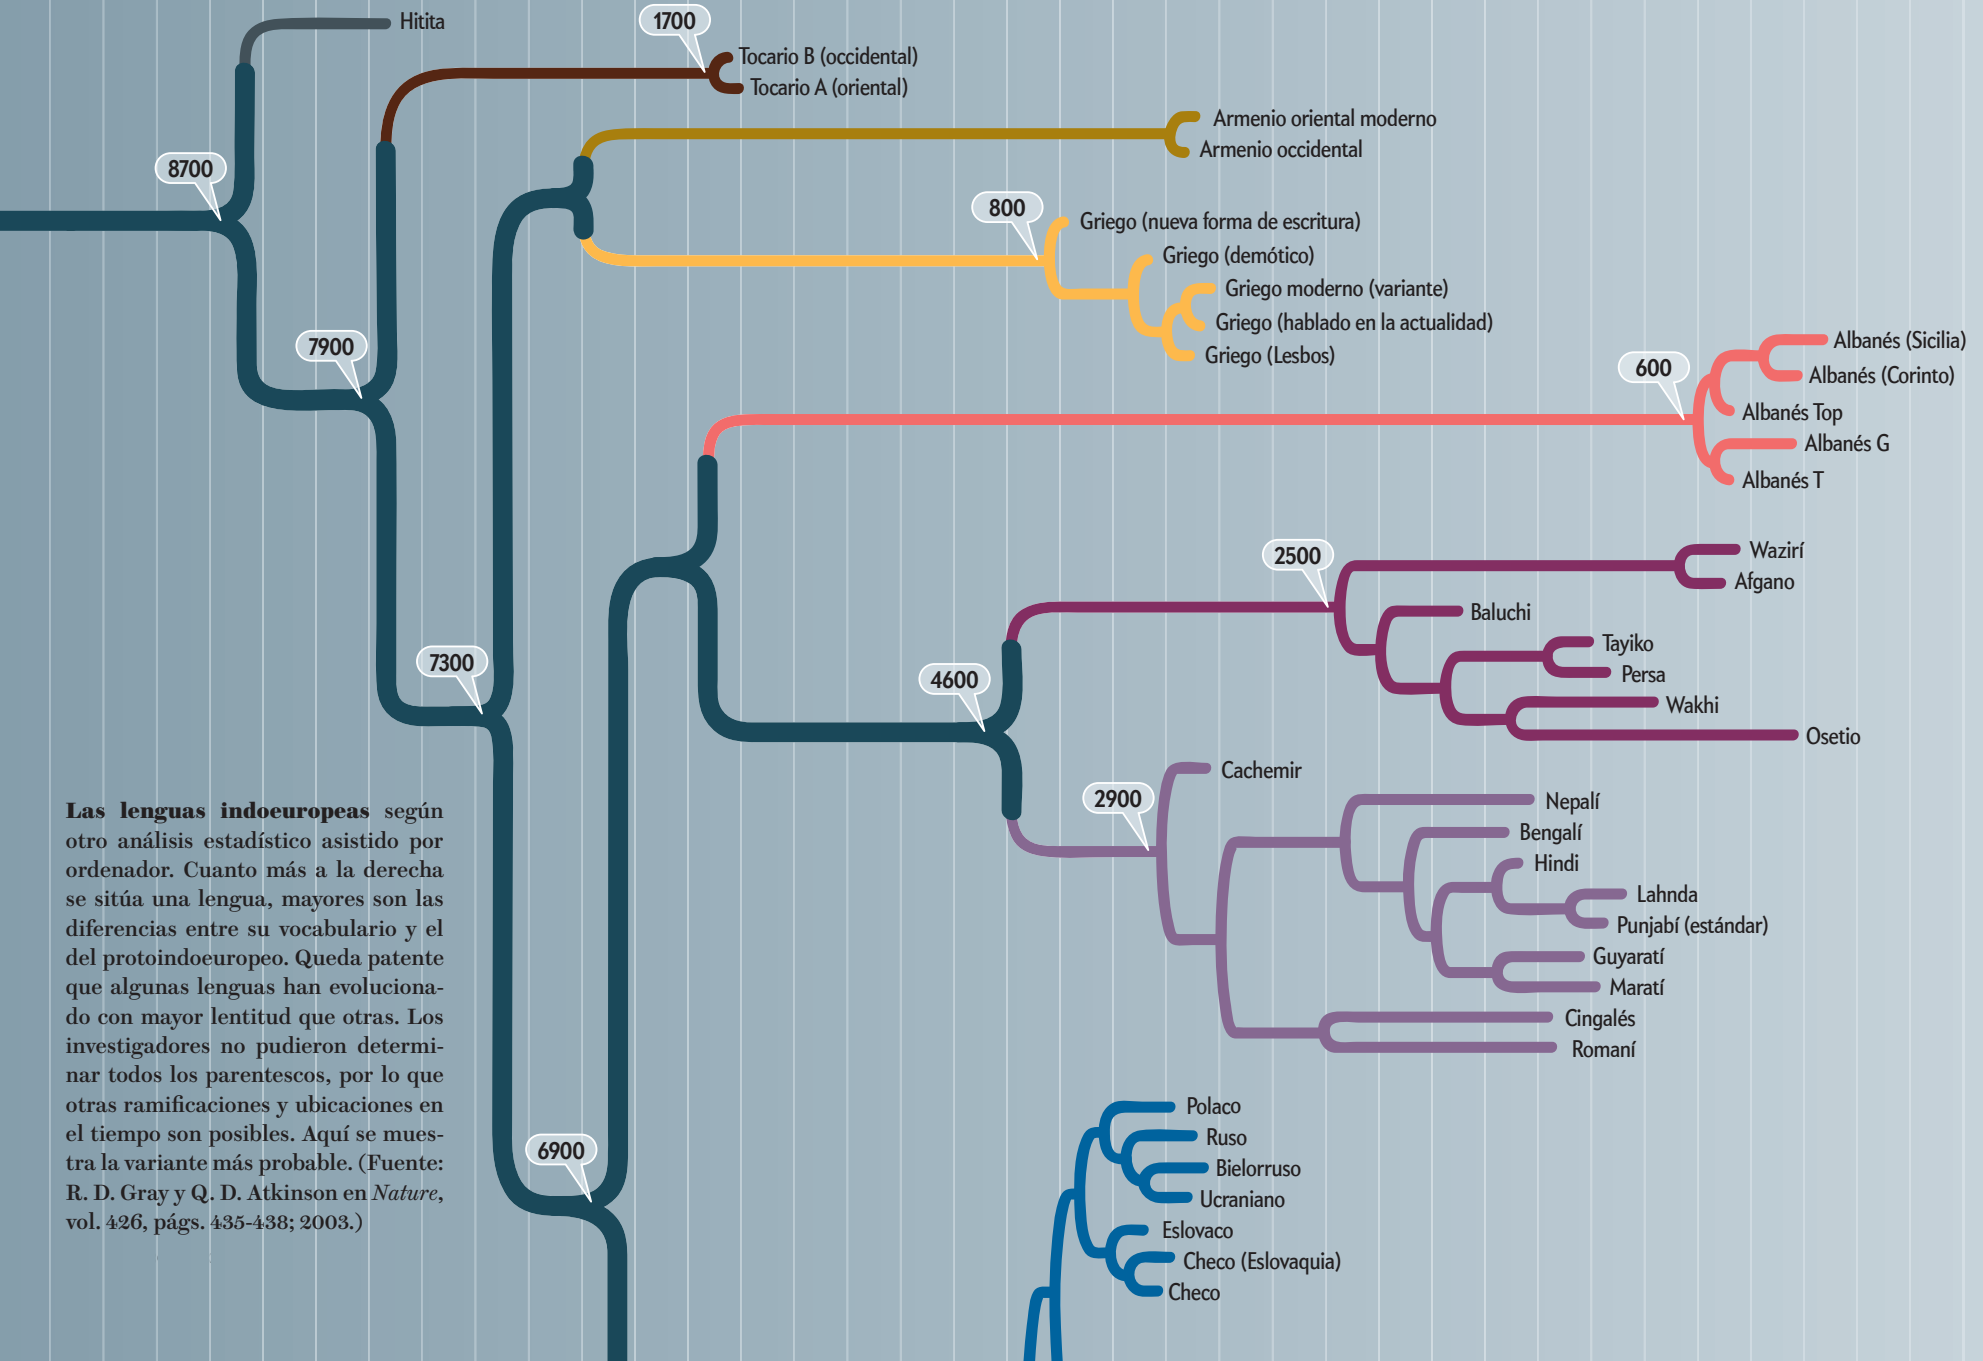 Hitita
1700
Tocario B (occidental)
Tocario A (oriental)
Armenio oriental moderno
Armenio occidental
8700
800
Griego (nueva forma de escritura)
Griego (demótico)
Griego moderno (variante)
Griego (hablado en la actualidad)
Griego (Lesbos)
7900
600
Albanés (Sicilia)
Albanés (Corinto)
Albanés Top
Albanés G
Albanés T
2500
Wazirí
Afgano
Baluchi
Tayiko
Persa
Wakhi
Osetio
7300
4600
2900
Cachemir
Nepalí
Bengalí
Hindi
Lahnda
Punjabí (estándar)
Guyaratí
Maratí
Cingalés
Romaní
6900
Polaco
Ruso
Bielorruso
Ucraniano
Eslovaco
Checo (Eslovaquia)
Checo
Las lenguas indoeuropeas según
otro análisis estadístico asistido por
ordenador. Cuanto más a la derecha
se sitúa una lengua, mayores son las
diferencias entre su vocabulario y el
del protoindoeuropeo. Queda patente
que algunas lenguas han evoluciona-
do con mayor lentitud que otras. Los
investigadores no pudieron determi-
nar todos los parentescos, por lo que
otras ramificaciones y ubicaciones en
el tiempo son posibles. Aquí se mues-
tra la variante más probable. (Fuente:
R. D. Gray y Q. D. Atkinson en Nature,
vol. 426, págs. 435-438; 2003.)